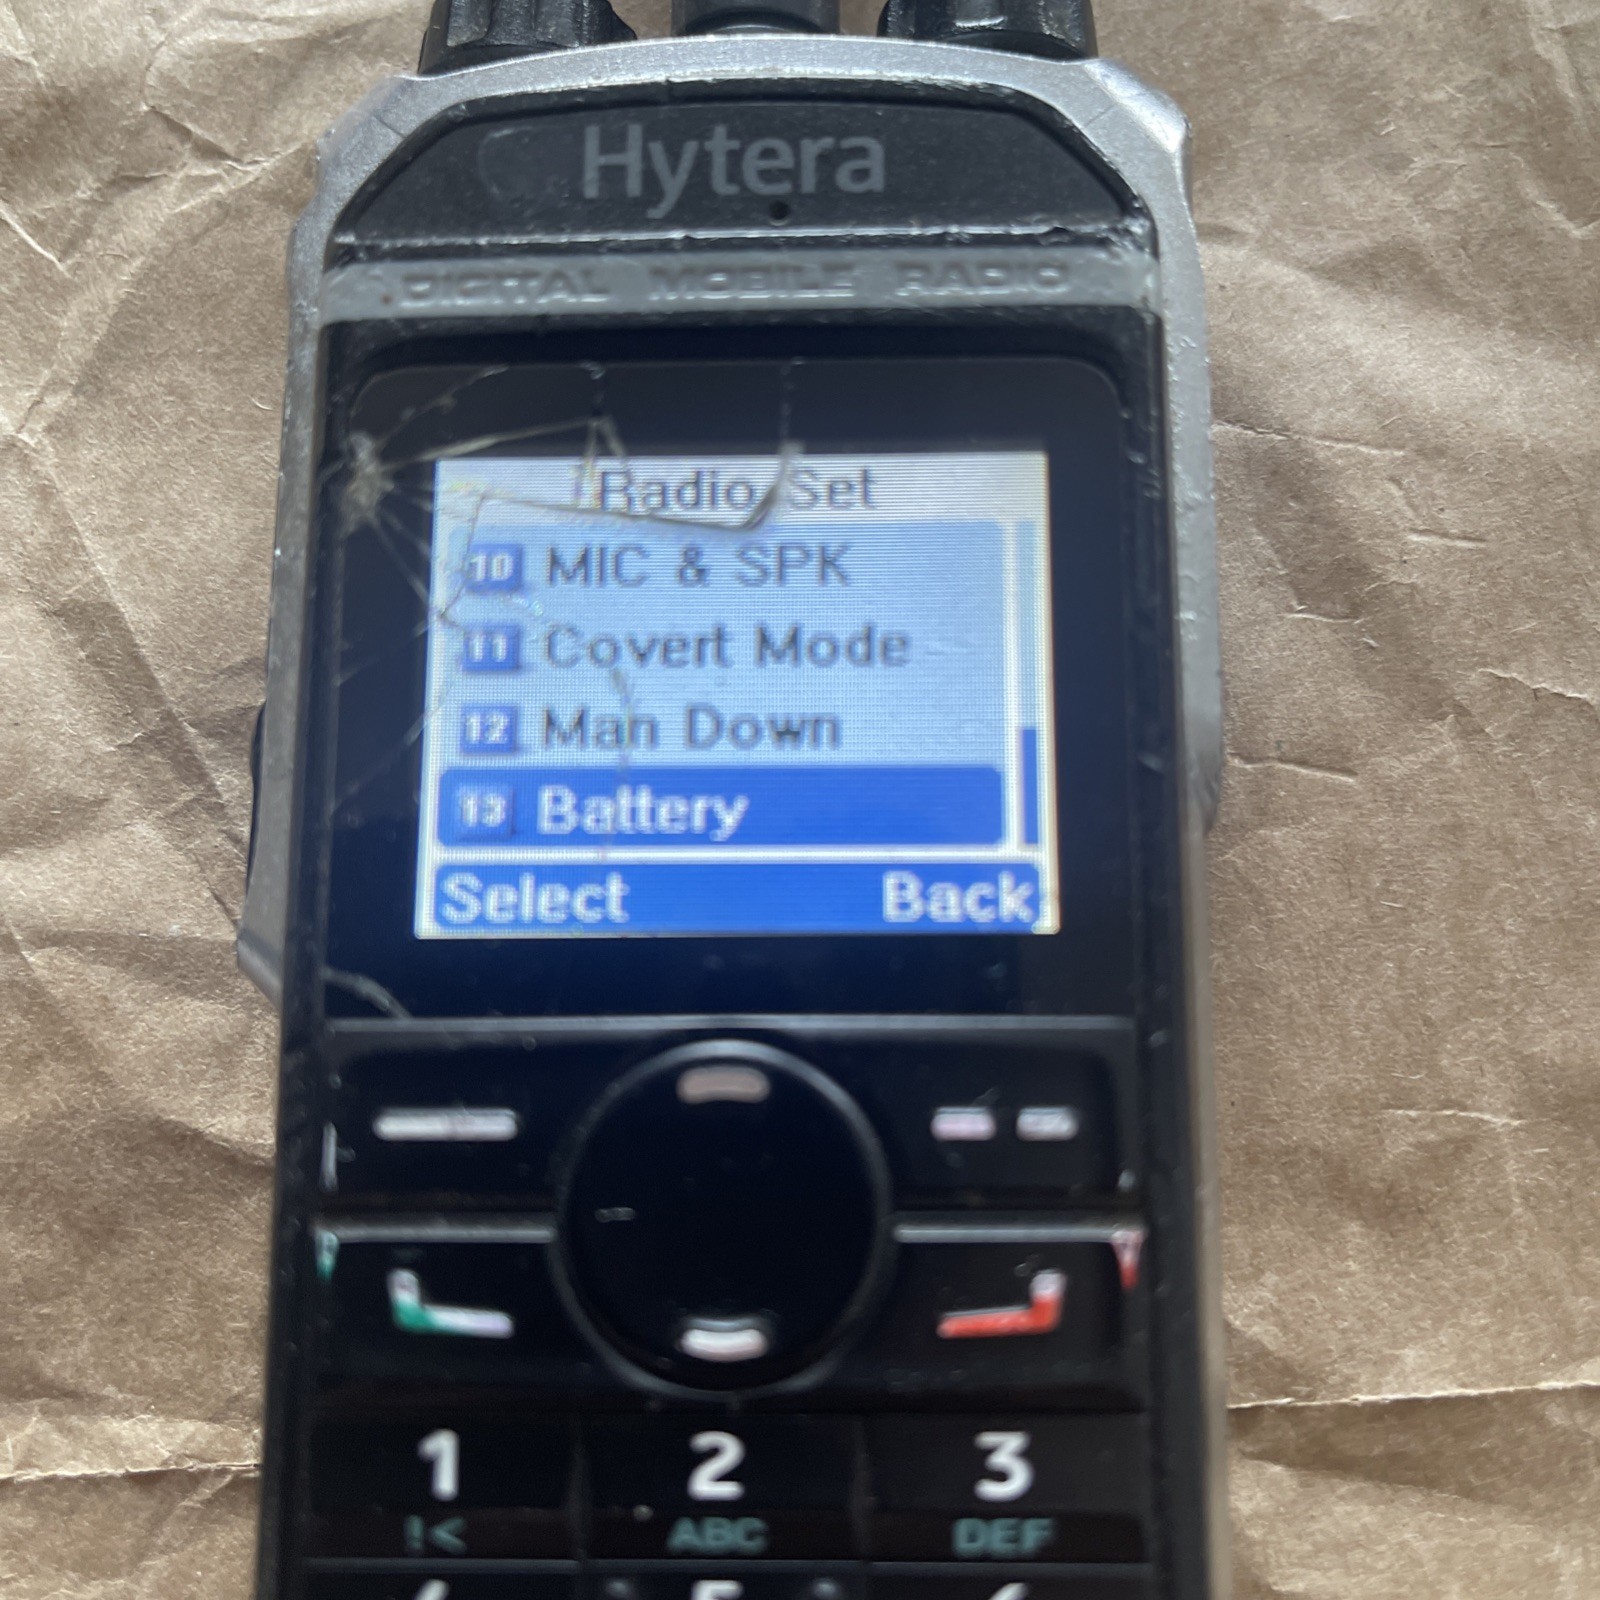 Hytera
DIGITAL MOBILE RADIO
Radio Set
10 MIC & SPK
11 Covert Mode
12 Man Down
13 Battery
Select Back
1 2 3
ABC DEF